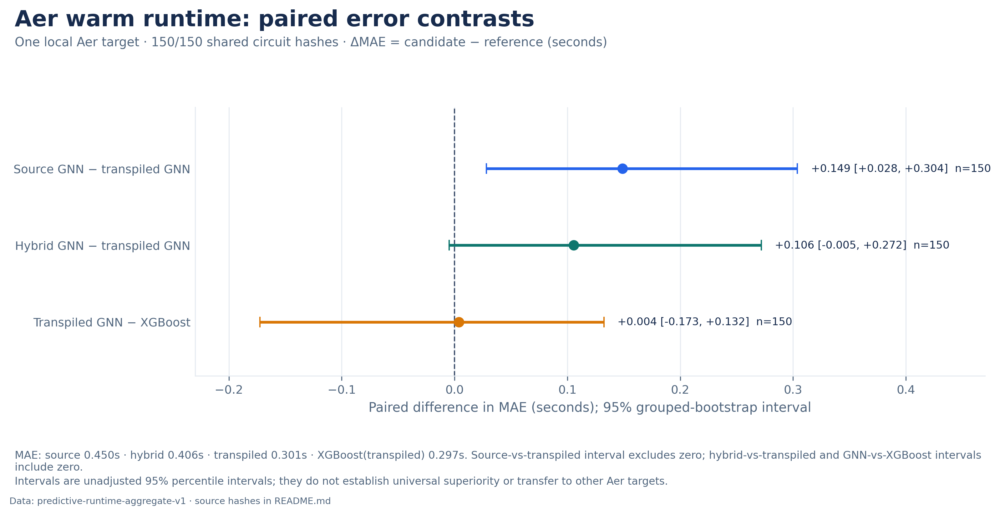 Aer warm runtime: paired error contrasts
One local Aer target · 150/150 shared circuit hashes · ΔMAE = candidate − reference (seconds)
Source GNN − transpiled GNN
+0.149 [+0.028, +0.304]  n=150
Hybrid GNN − transpiled GNN
+0.106 [-0.005, +0.272]  n=150
Transpiled GNN − XGBoost
+0.004 [-0.173, +0.132]  n=150
−0.2 −0.1 0.0 0.1 0.2 0.3 0.4
Paired difference in MAE (seconds); 95% grouped-bootstrap interval
MAE: source 0.450s · hybrid 0.406s · transpiled 0.301s · XGBoost(transpiled) 0.297s. Source-vs-transpiled interval excludes zero; hybrid-vs-transpiled and GNN-vs-XGBoost intervals
include zero.
Intervals are unadjusted 95% percentile intervals; they do not establish universal superiority or transfer to other Aer targets.
Data: predictive-runtime-aggregate-v1 · source hashes in README.md